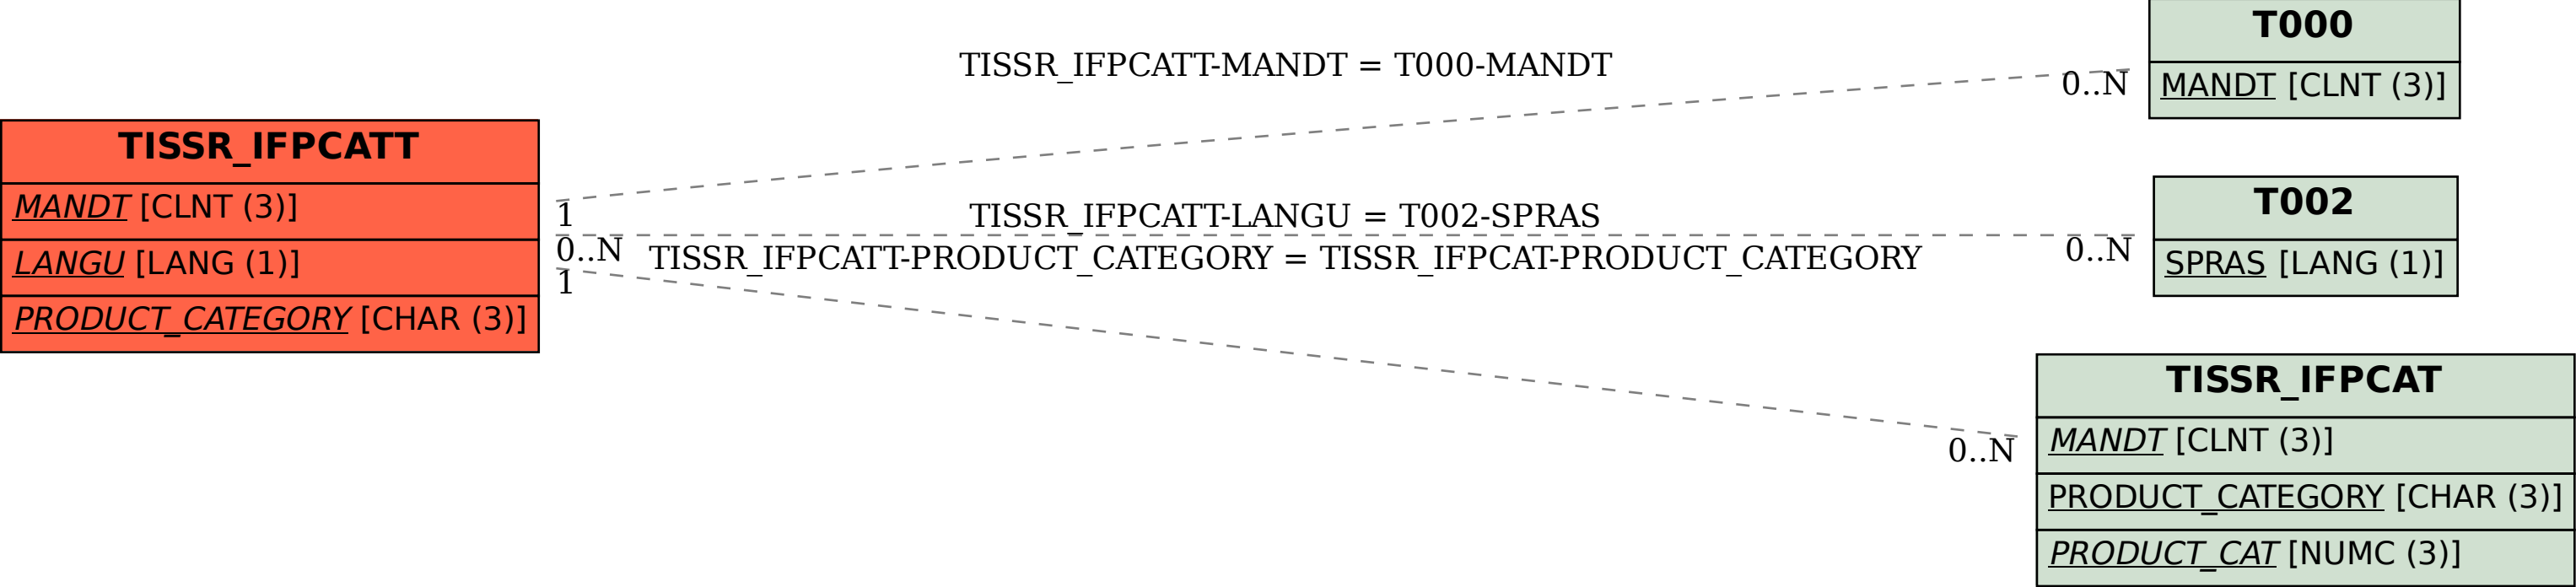 TISSR_IFPCATT
MANDT [CLNT (3)]
LANGU [LANG (1)]
PRODUCT_CATEGORY [CHAR (3)]
TISSR_IFPCATT-MANDT = T000-MANDT
1
0..N
TISSR_IFPCATT-LANGU = T002-SPRAS
0..N
0..N
TISSR_IFPCATT-PRODUCT_CATEGORY = TISSR_IFPCAT-PRODUCT_CATEGORY
1
0..N
T000
MANDT [CLNT (3)]
T002
SPRAS [LANG (1)]
TISSR_IFPCAT
MANDT [CLNT (3)]
PRODUCT_CATEGORY [CHAR (3)]
PRODUCT_CAT [NUMC (3)]